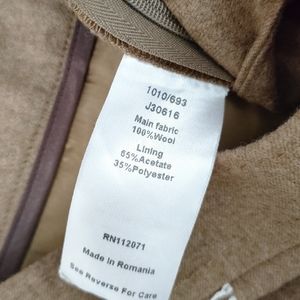 1010/693
J30616
Main fabric
100%Wool
Lining
65%Acetate
35%Polyester
RN112071
Made in Romania
See Reverse For Care